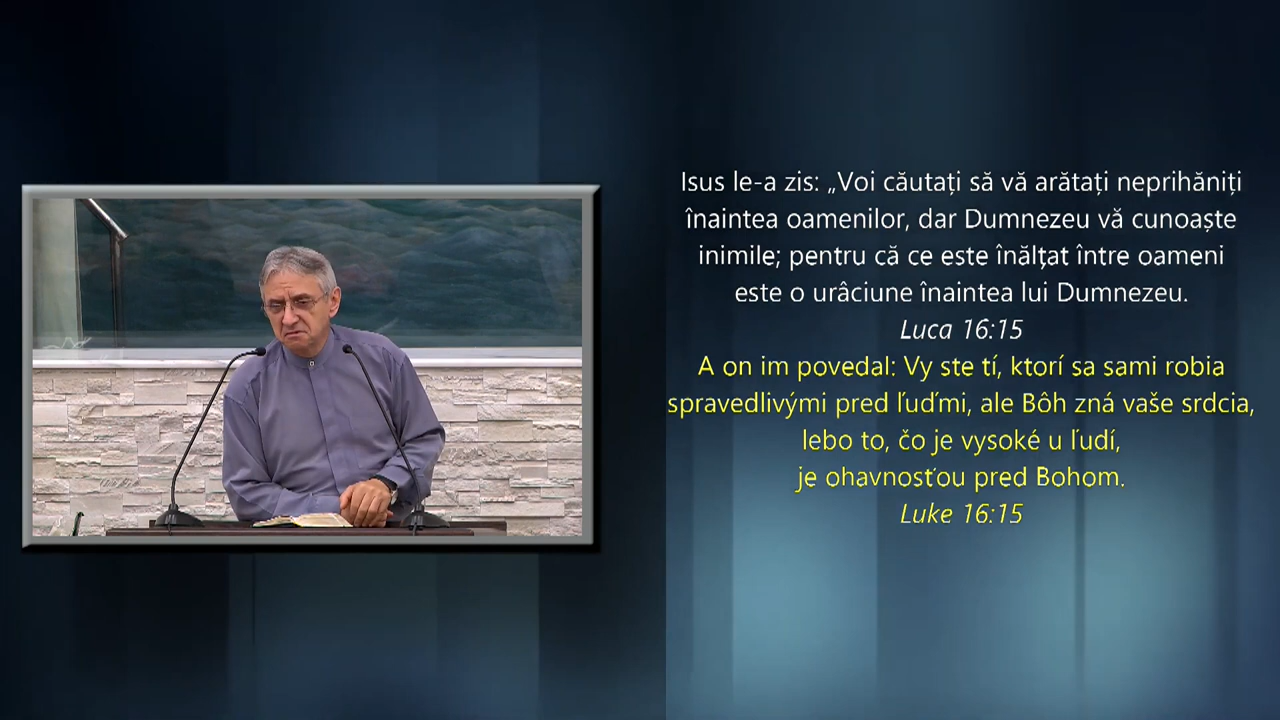 Isus le-a zis: „Voi căutați să vă arătați neprihăniți
înaintea oamenilor, dar Dumnezeu vă cunoaște
inimile; pentru că ce este înălțat între oameni
este o urâciune înaintea lui Dumnezeu.
Luca 16:15
A on im povedal: Vy ste tí, ktorí sa sami robia
spravedlivými pred ľuďmi, ale Bôh zná vaše srdcia,
lebo to, čo je vysoké u ľudí,
je ohavnosťou pred Bohom.
Luke 16:15